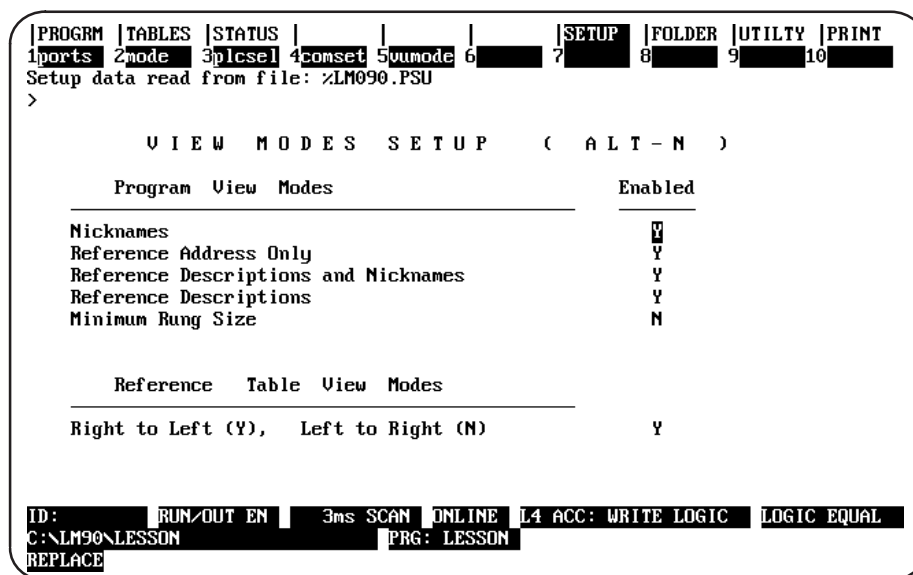 |PROGRM |TABLES |STATUS | | | |SETUP |FOLDER |UTILTY |PRINT
1ports 2mode 3plcsel 4comset 5vumode 6 7 8 9 10
Setup data read from file: %LM090.PSU
>
V I E W M O D E S S E T U P ( A L T - N )
Program View Modes Enabled
Nicknames Y
Reference Address Only Y
Reference Descriptions and Nicknames Y
Reference Descriptions Y
Minimum Rung Size N
Reference Table View Modes
Right to Left (Y), Left to Right (N) Y
ID: RUN/OUT EN 3ms SCAN ONLINE L4 ACC: WRITE LOGIC LOGIC EQUAL
C:\LM90\LESSON PRG: LESSON
REPLACE